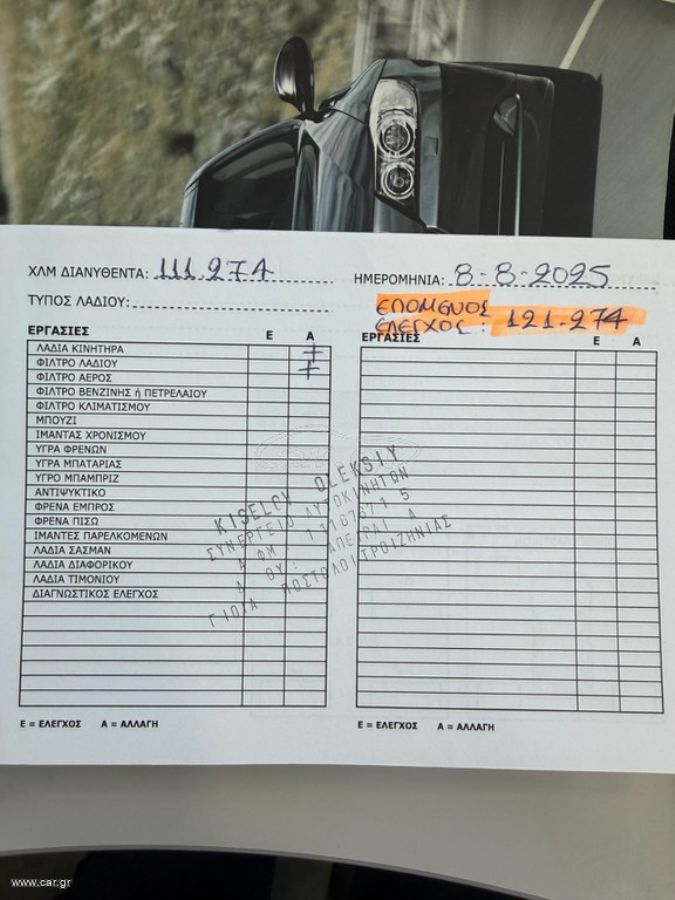 ΧΛΜ ΔΙΑΝΥΘΕΝΤΑ: 111.274
ΗΜΕΡΟΜΗΝΙΑ: 8-8-2025
ΤΥΠΟΣ ΛΑΔΙΟΥ:
ΕΠΟΜΕΝΟΣ
ΕΛΕΓΧΟΣ: 121.274
ΕΡΓΑΣΙΕΣ Ε Α
ΕΡΓΑΣΙΕΣ Ε Α
ΛΑΔΙΑ ΚΙΝΗΤΗΡΑ
ΦΙΛΤΡΟ ΛΑΔΙΟΥ
ΦΙΛΤΡΟ ΑΕΡΟΣ
ΦΙΛΤΡΟ ΒΕΝΖΙΝΗΣ ή ΠΕΤΡΕΛΑΙΟΥ
ΦΙΛΤΡΟ ΚΛΙΜΑΤΙΣΜΟΥ
ΜΠΟΥΖΙ
ΙΜΑΝΤΑΣ ΧΡΟΝΙΣΜΟΥ
ΥΓΡΑ ΦΡΕΝΩΝ
ΥΓΡΑ ΜΠΑΤΑΡΙΑΣ
ΥΓΡΟ ΜΠΑΜΠΡΙΖ
ΑΝΤΙΨΥΚΤΙΚΟ
ΦΡΕΝΑ ΕΜΠΡΟΣ
ΦΡΕΝΑ ΠΙΣΩ
ΙΜΑΝΤΕΣ ΠΑΡΕΛΚΟΜΕΝΩΝ
ΛΑΔΙΑ ΣΑΣΜΑΝ
ΛΑΔΙΑ ΔΙΑΦΟΡΙΚΟΥ
ΛΑΔΙΑ ΤΙΜΟΝΙΟΥ
ΔΙΑΓΝΩΣΤΙΚΟΣ ΕΛΕΓΧΟΣ
KISELOV OLEKSIY
ΣΥΝΕΡΓΕΙΟ ΑΥΤΟΚΙΝΗΤΩΝ
ΑΦΜ:
Δ ΟΥ:
Ε = ΕΛΕΓΧΟΣ Α = ΑΛΛΑΓΗ
Ε = ΕΛΕΓΧΟΣ Α = ΑΛΛΑΓΗ
www.car.gr